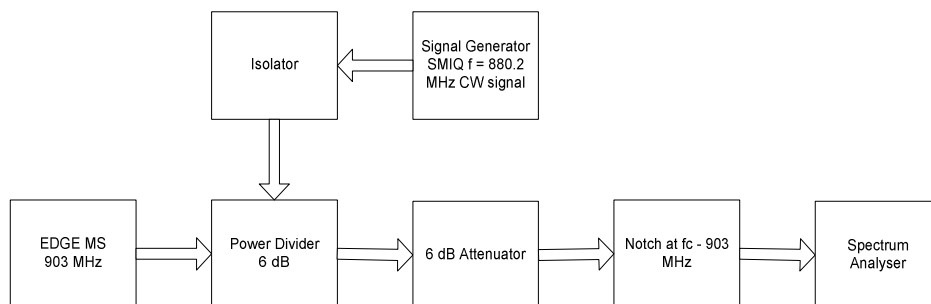 Isolator
Signal Generator
SMIQ f = 880.2
MHz CW signal
EDGE MS
903 MHz
Power Divider
6 dB
6 dB Attenuator
Notch at fc - 903
MHz
Spectrum
Analyser